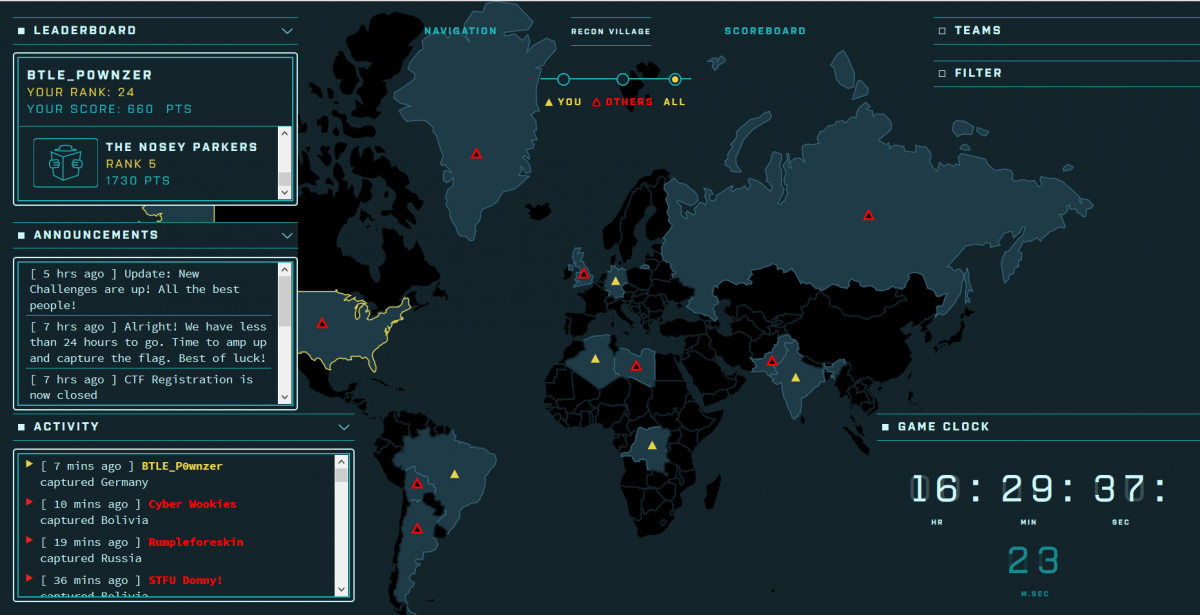 LEADERBOARD
BTLE_P0WNZER
YOUR RANK: 24
YOUR SCORE: 660 PTS
THE NOSEY PARKERS
RANK 5
1730 PTS
ANNOUNCEMENTS
[ 5 hrs ago ] Update: New
Challenges are up! All the best
people!
[ 7 hrs ago ] Alright! We have less
than 24 hours to go. Time to amp up
and capture the flag. Best of luck!
[ 7 hrs ago ] CTF Registration is
now closed
ACTIVITY
[ 7 mins ago ] BTLE_P0wnzer
captured Germany
[ 10 mins ago ] Cyber Wookies
captured Bolivia
[ 19 mins ago ] Rumpleforeskin
captured Russia
[ 36 mins ago ] STFU Donny!
captured Bolivia
NAVIGATION
RECON VILLAGE
SCOREBOARD
YOU OTHERS ALL
TEAMS
FILTER
GAME CLOCK
16: 29: 37:
HR MIN SEC
23
M.SEC